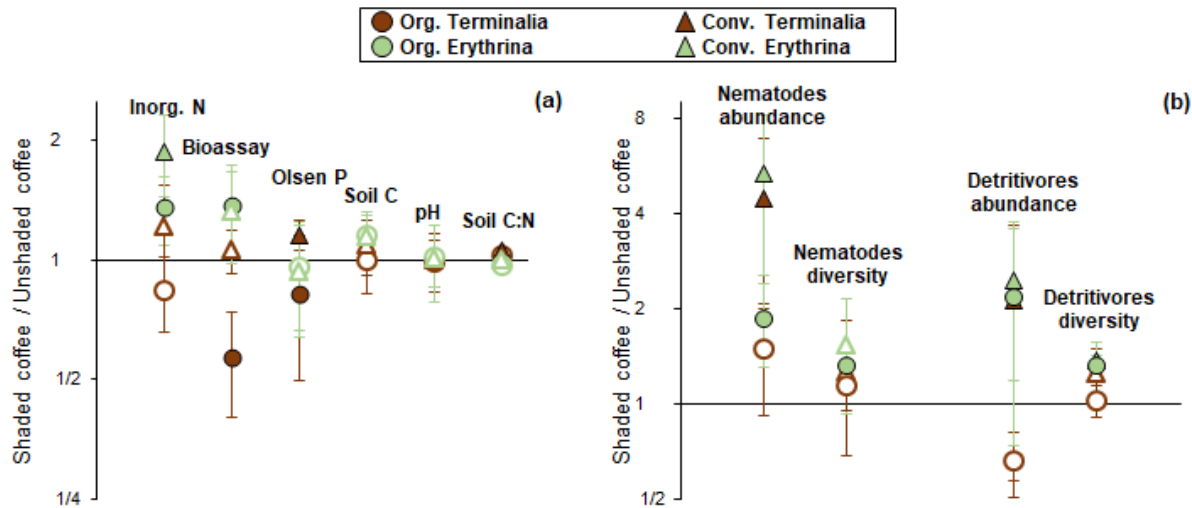 Org. Terminalia
Conv. Terminalia
Org. Erythrina
Conv. Erythrina
Shaded coffee / Unshaded coffee
2
1
1/2
1/4
Inorg. N
Bioassay
Olsen P
Soil C
pH
Soil C:N
(a)
Shaded coffee / Unshaded coffee
8
4
2
1
1/2
Nematodes
abundance
Nematodes
diversity
Detritivores
abundance
Detritivores
diversity
(b)